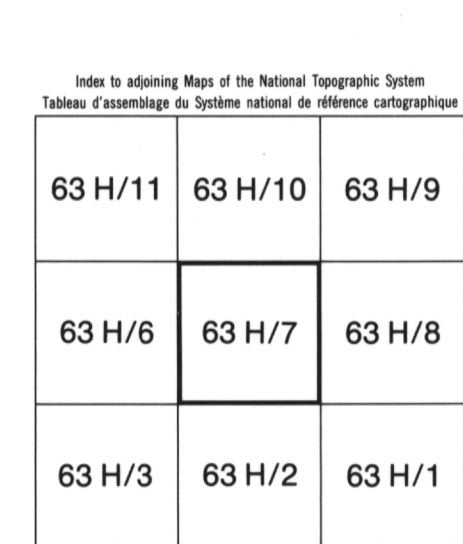 Index to adjoining Maps of the National Topographic System
Tableau d'assemblage du Système national de référence cartographique
63 H/11 63 H/10 63 H/9
63 H/6 63 H/7 63 H/8
63 H/3 63 H/2 63 H/1